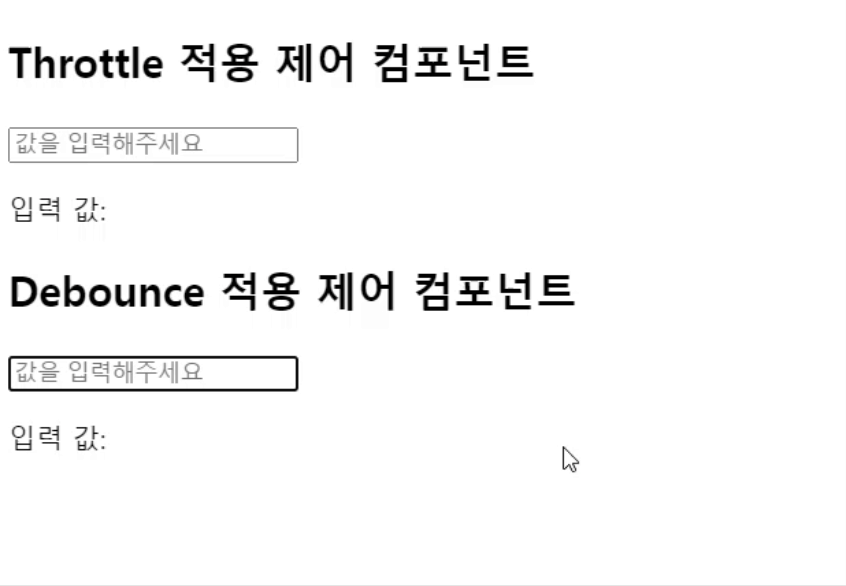 Throttle 적용 제어 컴포넌트
값을 입력해주세요
입력 값:
Debounce 적용 제어 컴포넌트
값을 입력해주세요
입력 값: